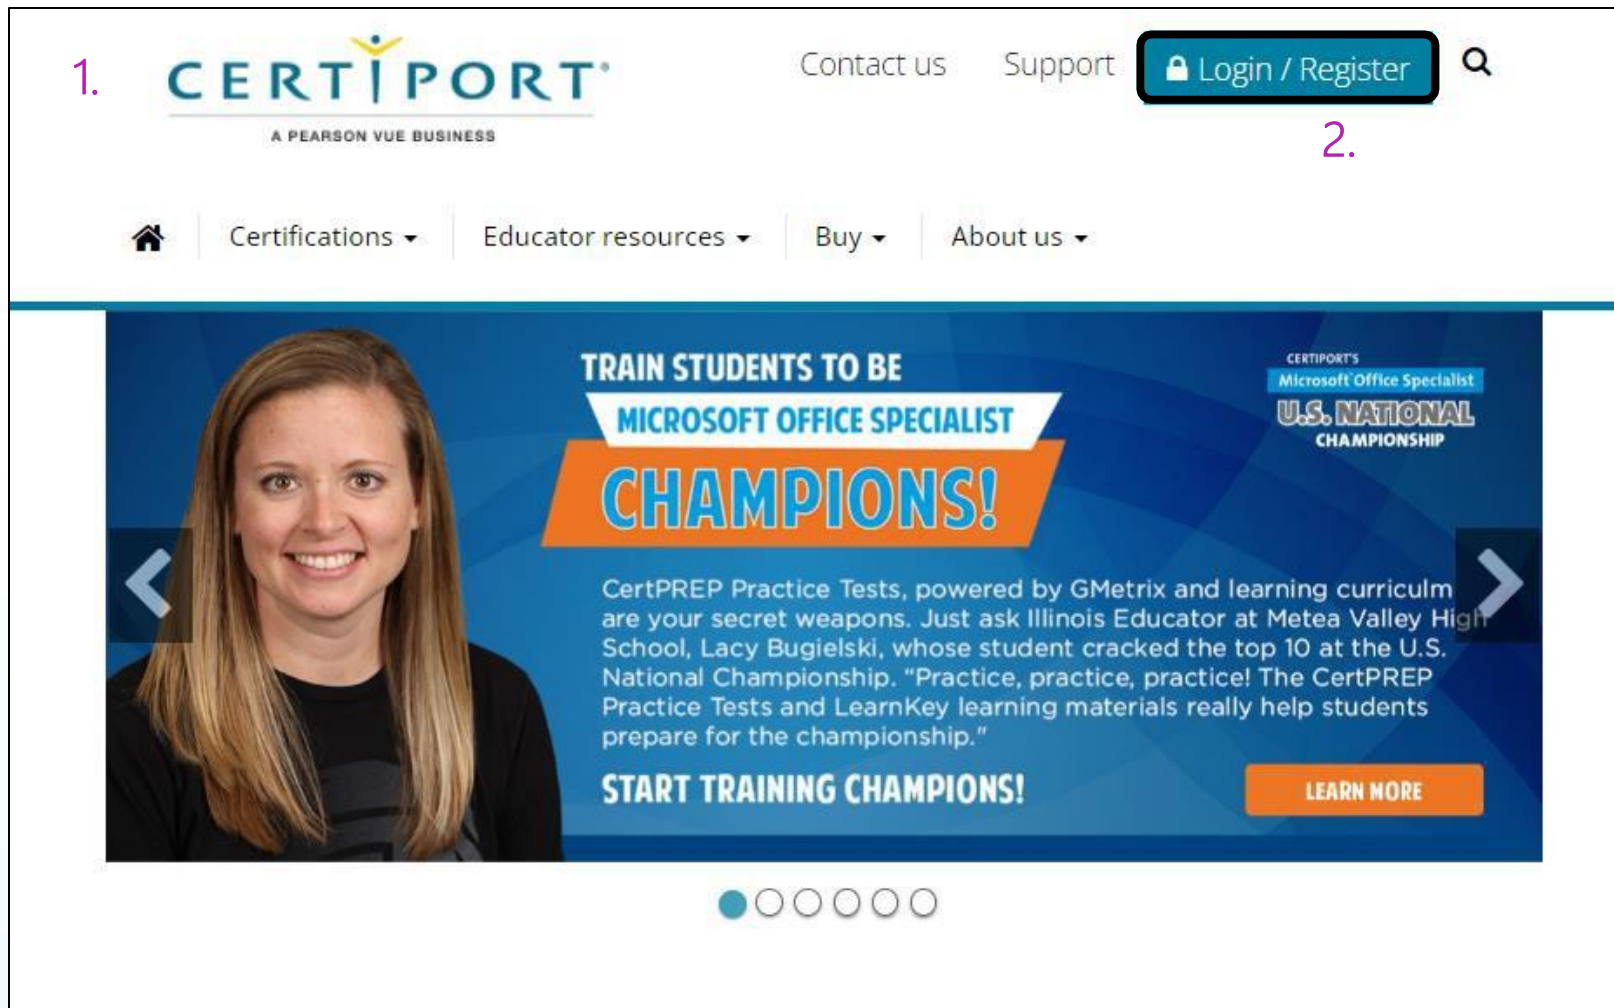 1.
CERTIPORT®
A PEARSON VUE BUSINESS
Contact us Support Login / Register
2.
Certifications Educator resources Buy About us
TRAIN STUDENTS TO BE
MICROSOFT OFFICE SPECIALIST
CHAMPIONS!
CERTIPORT'S
Microsoft® Office Specialist
U.S. NATIONAL
CHAMPIONSHIP
CertPREP Practice Tests, powered by GMetrix and learning curriculm
are your secret weapons. Just ask Illinois Educator at Metea Valley High
School, Lacy Bugielski, whose student cracked the top 10 at the U.S.
National Championship. “Practice, practice, practice! The CertPREP
Practice Tests and LearnKey learning materials really help students
prepare for the championship."
START TRAINING CHAMPIONS!
LEARN MORE